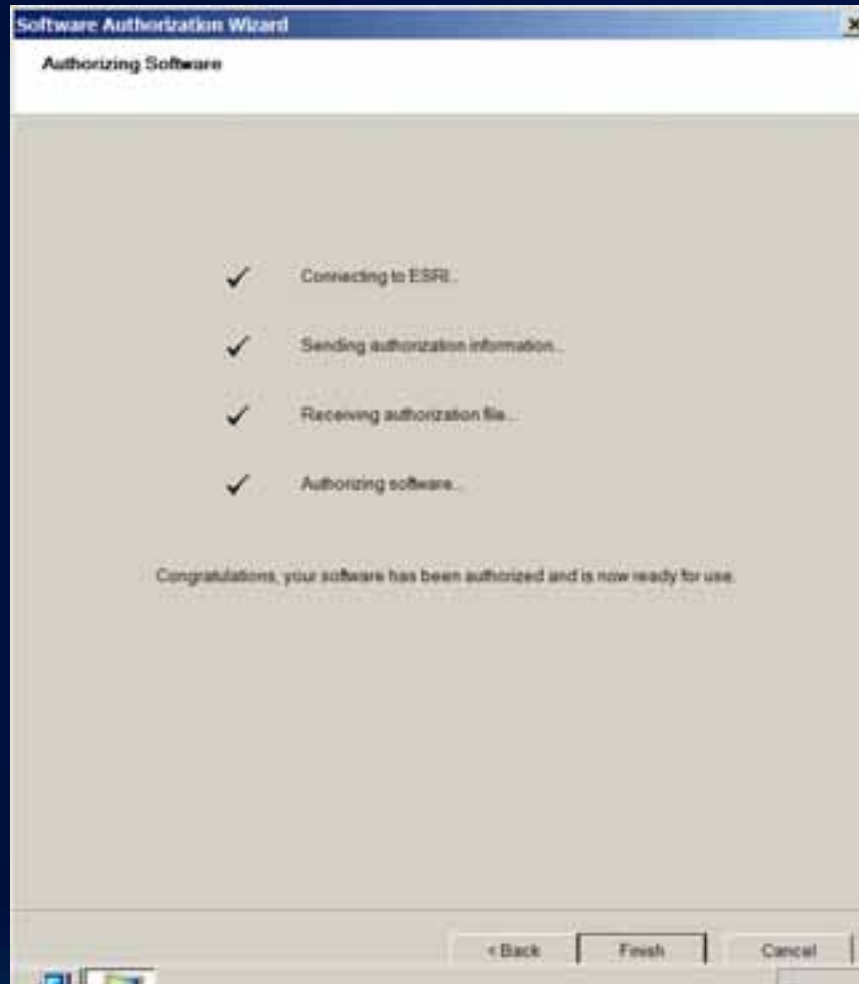 Software Authorization Wizard
Authorizing Software
Connecting to ESRI...
Sending authorization information...
Receiving authorization file...
Authorizing software...
Congratulations, your software has been authorized and is now ready for use.
< Back
Finish
Cancel